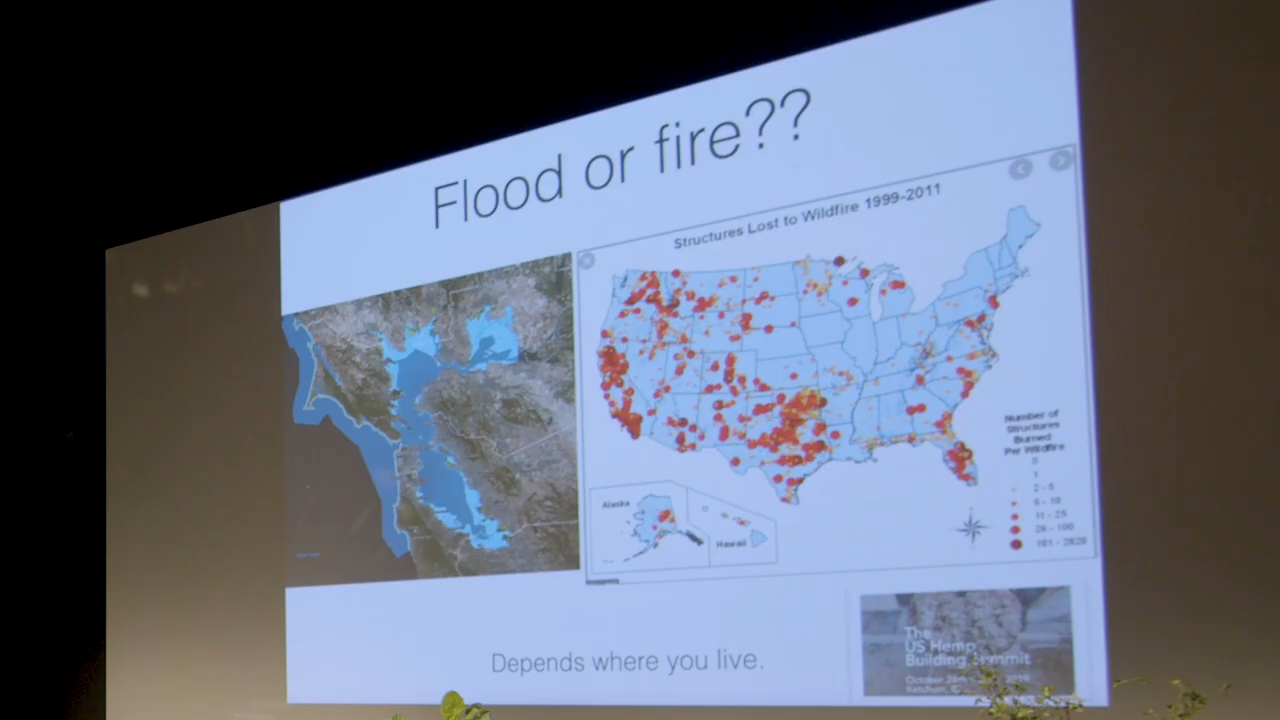 Flood or fire??
Structures Lost to Wildfire 1999-2011
Number of
Structures
Burned
Per Wildfire
0
1
2 - 5
6 - 10
11 - 25
26 - 100
101 - 2820
Alaska
Hawaii
Depends where you live.
The
US Hemp
Building Summit
October
2019
Ketchum,